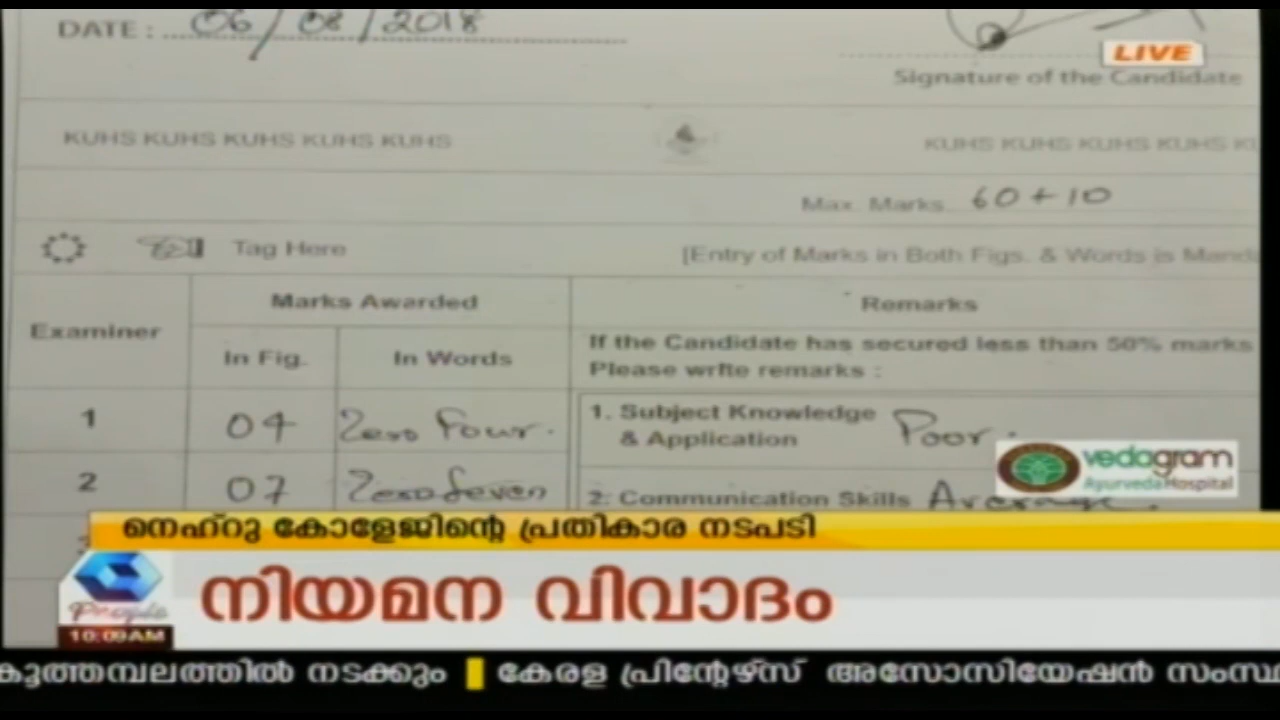 DATE : 06/08/2018
LIVE
Signature of the Candidate
KUHS KUHS KUHS KUHS KUHS
KUHS KUHS KUHS KUHS
Max. Marks 60 + 10
Tag Here
[Entry of Marks in Both Figs. & Words is
Examiner
Marks Awarded
Remarks
In Fig.
In Words
If the Candidate has secured less than 50% marks
Please write remarks :
1
04
Zero Four.
1. Subject Knowledge
& Application
Poor.
2
07
Zero Seven
2. Communication Skills Average.
vedagram
Ayurveda Hospital
നെഹ്റു കോളേജിന്റെ പ്രതികാര നടപടി
People
നിയമന വിവാദം
10:09AM
കൂത്തമ്പലത്തിൽ നടക്കും
കേരള പ്രിന്റേഴ്സ് അസോസിയേഷൻ